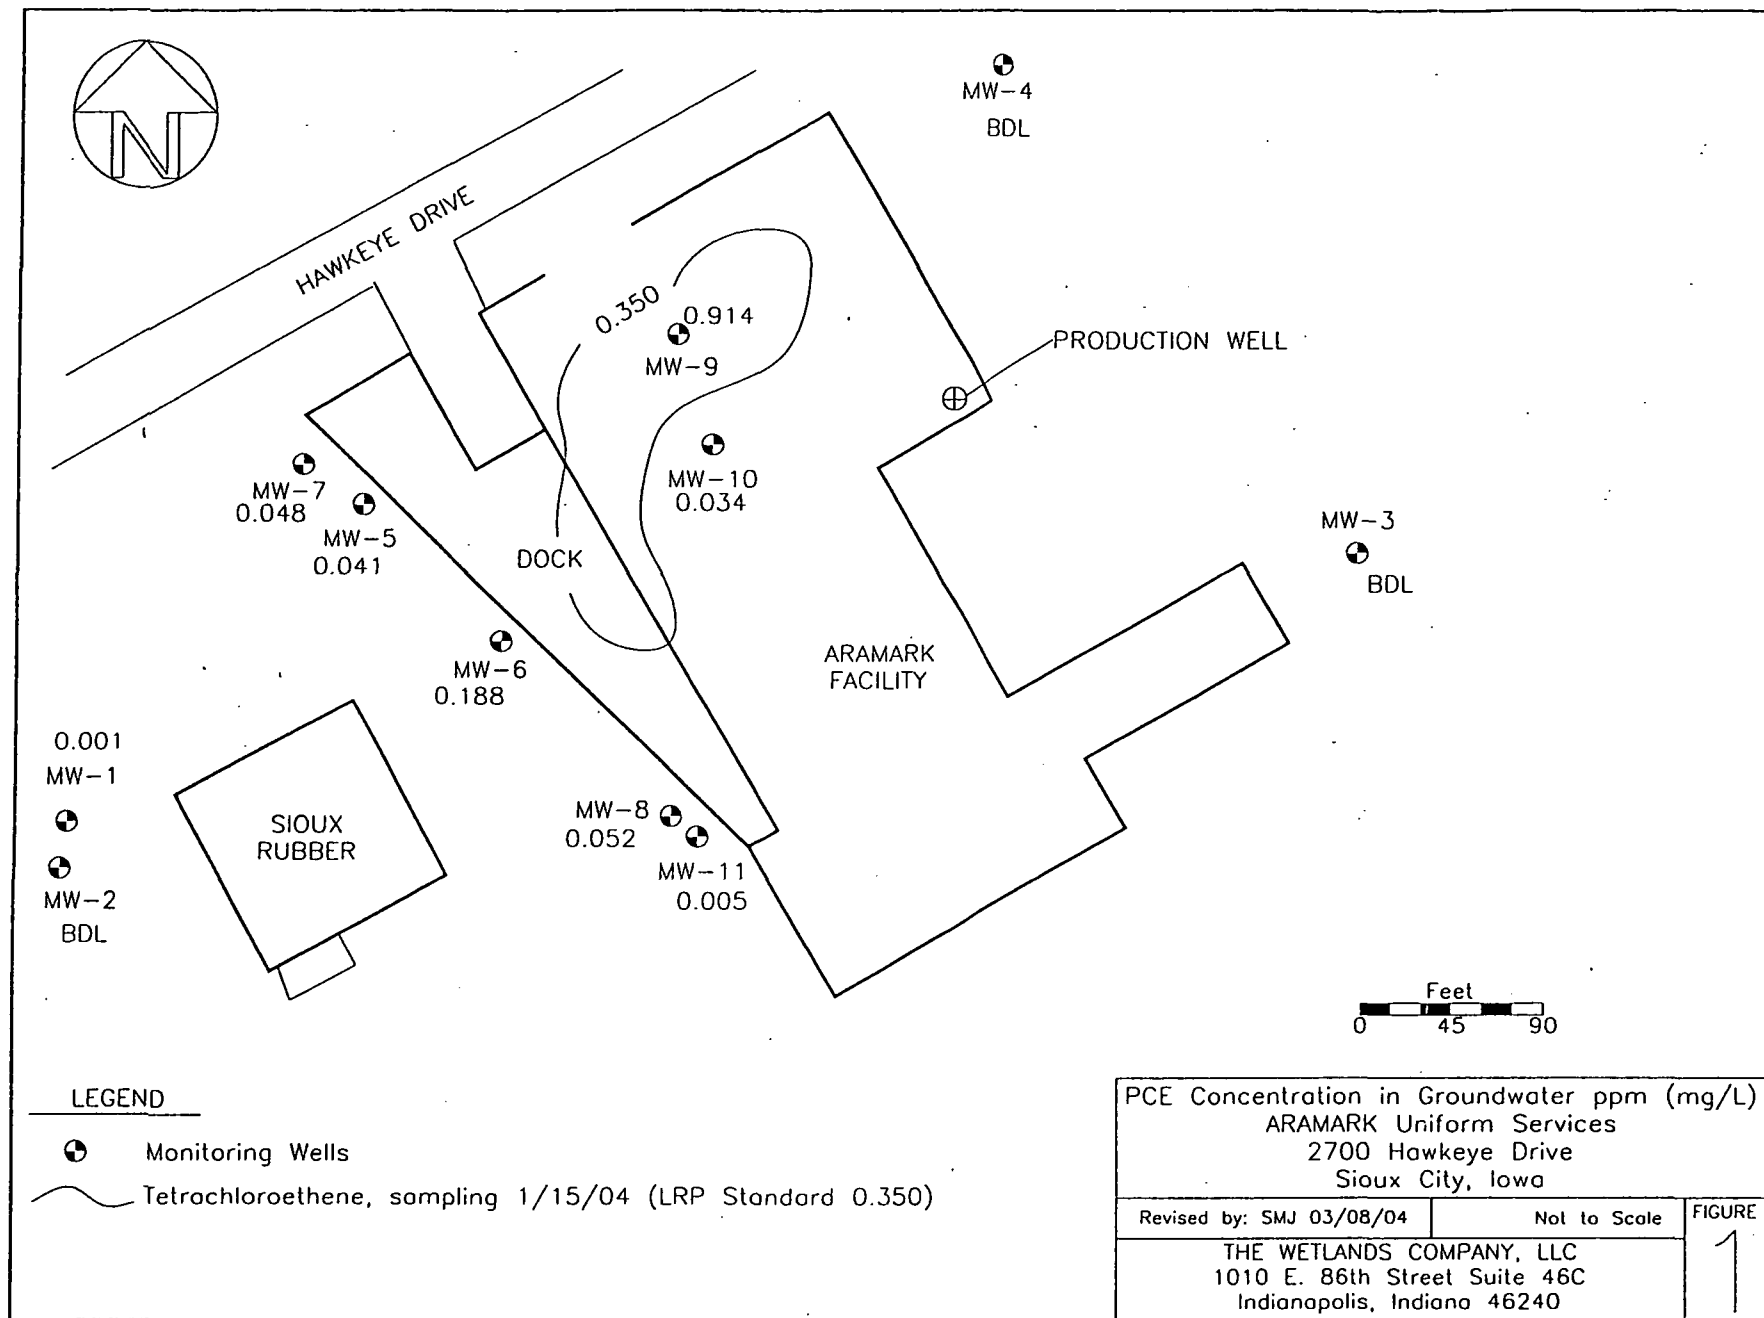 N
MW-4
BDL
HAWKEYE DRIVE
0.350
0.914
MW-9
PRODUCTION WELL
MW-10
0.034
MW-7
0.048
MW-5
0.041
DOCK
MW-3
BDL
MW-6
0.188
ARAMARK
FACILITY
0.001
MW-1
SIOUX
RUBBER
MW-8
0.052
MW-11
0.005
MW-2
BDL
Feet
0 45 90
LEGEND
Monitoring Wells
Tetrachloroethene, sampling 1/15/04 (LRP Standard 0.350)
PCE Concentration in Groundwater ppm (mg/L)
ARAMARK Uniform Services
2700 Hawkeye Drive
Sioux City, Iowa
Revised by: SMJ 03/08/04
Not to Scale
FIGURE
1
THE WETLANDS COMPANY, LLC
1010 E. 86th Street Suite 46C
Indianapolis, Indiana 46240